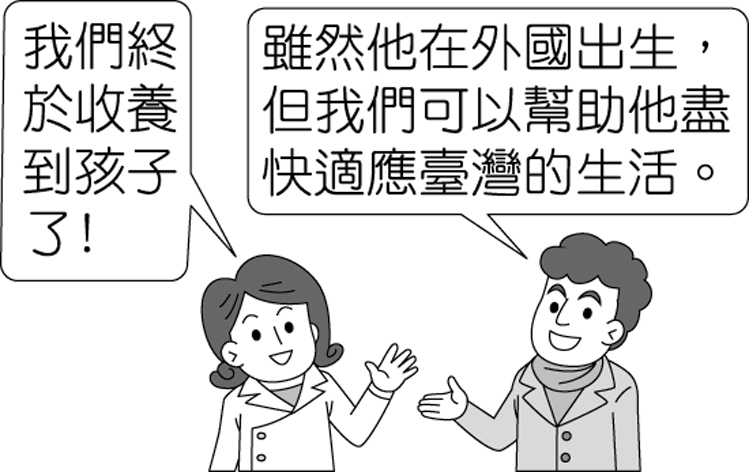 我們終
於收養
到孩子
了!
雖然他在外國出生，
但我們可以幫助他盡
快適應臺灣的生活。